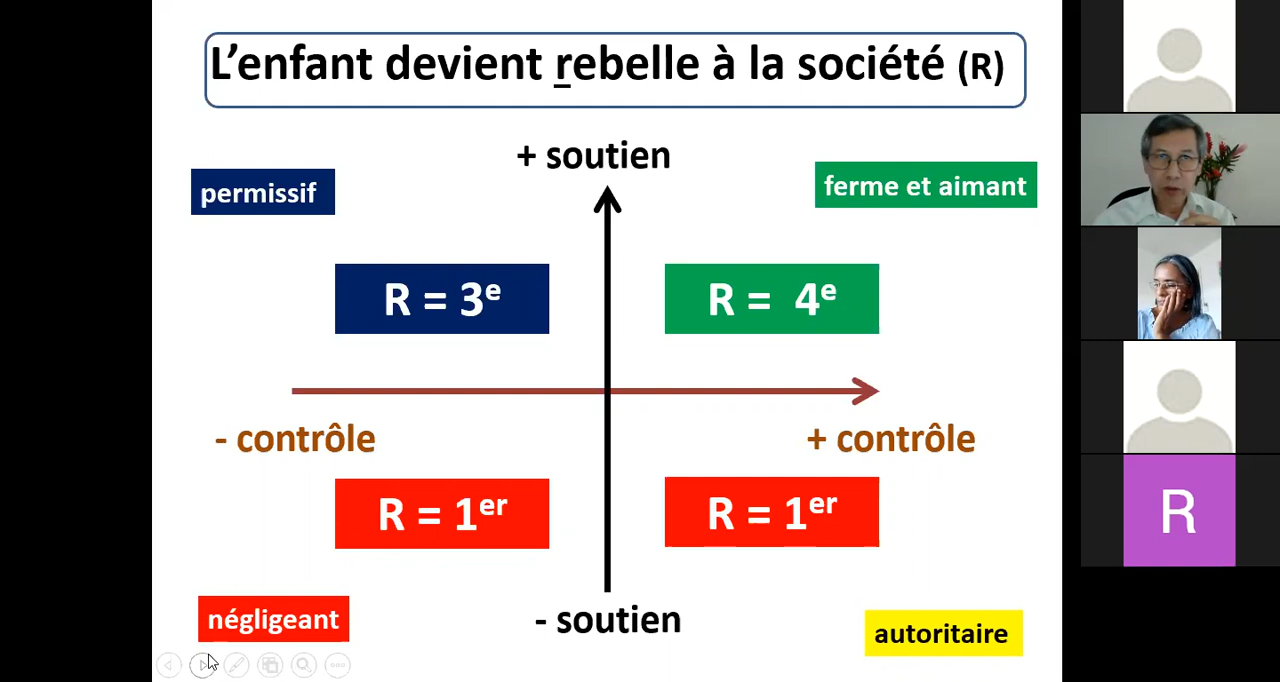 L'enfant devient rebelle à la société (R)
+ soutien
permissif
ferme et aimant
R = 3e
R = 4e
- contrôle
+ contrôle
R = 1er
R = 1er
négligeant
- soutien
autoritaire
R